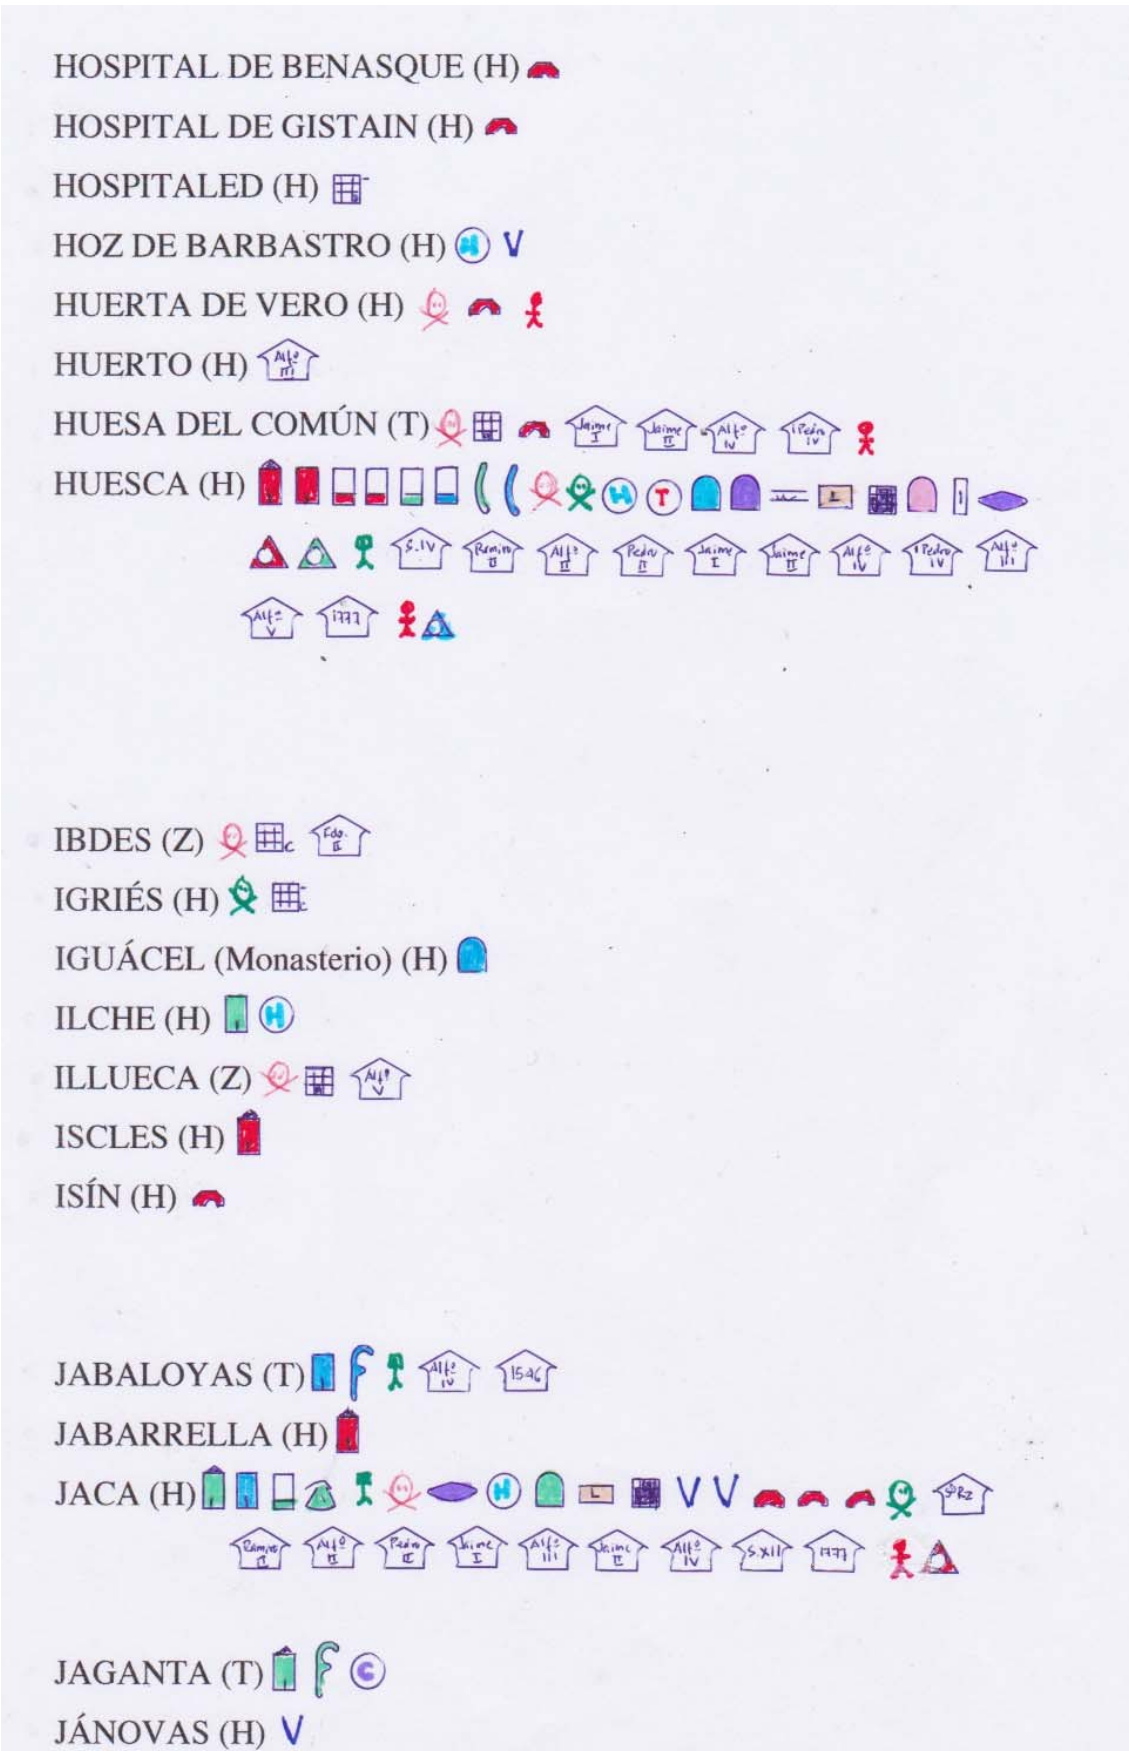 HOSPITAL DE BENASQUE (H)
HOSPITAL DE GISTAIN (H)
HOSPITALED (H)
HOZ DE BARBASTRO (H) H V
HUERTA DE VERO (H)
HUERTO (H) Alfº III
HUESA DEL COMÚN (T) Jaime I Jaime II Alfº IV Pedro IV
HUESCA (H) H T L
S.IV Ramiro II Alfº II Pedro II Jaime I Jaime II Alfº IV Pedro IV Alfº III
Alfº V 1777
IBDES (Z) C Fdo. II
IGRIÉS (H)
IGUÁCEL (Monasterio) (H)
ILCHE (H) H
ILLUECA (Z) Alfº V
ISCLES (H)
ISÍN (H)
JABALOYAS (T) Alfº IV 1596
JABARRELLA (H)
JACA (H) H L V V
Ramiro II Alfº II Pedro II Jaime I Alfº III Jaime II Alfº IV S.XII 1777
JAGANTA (T) C
JÁNOVAS (H) V